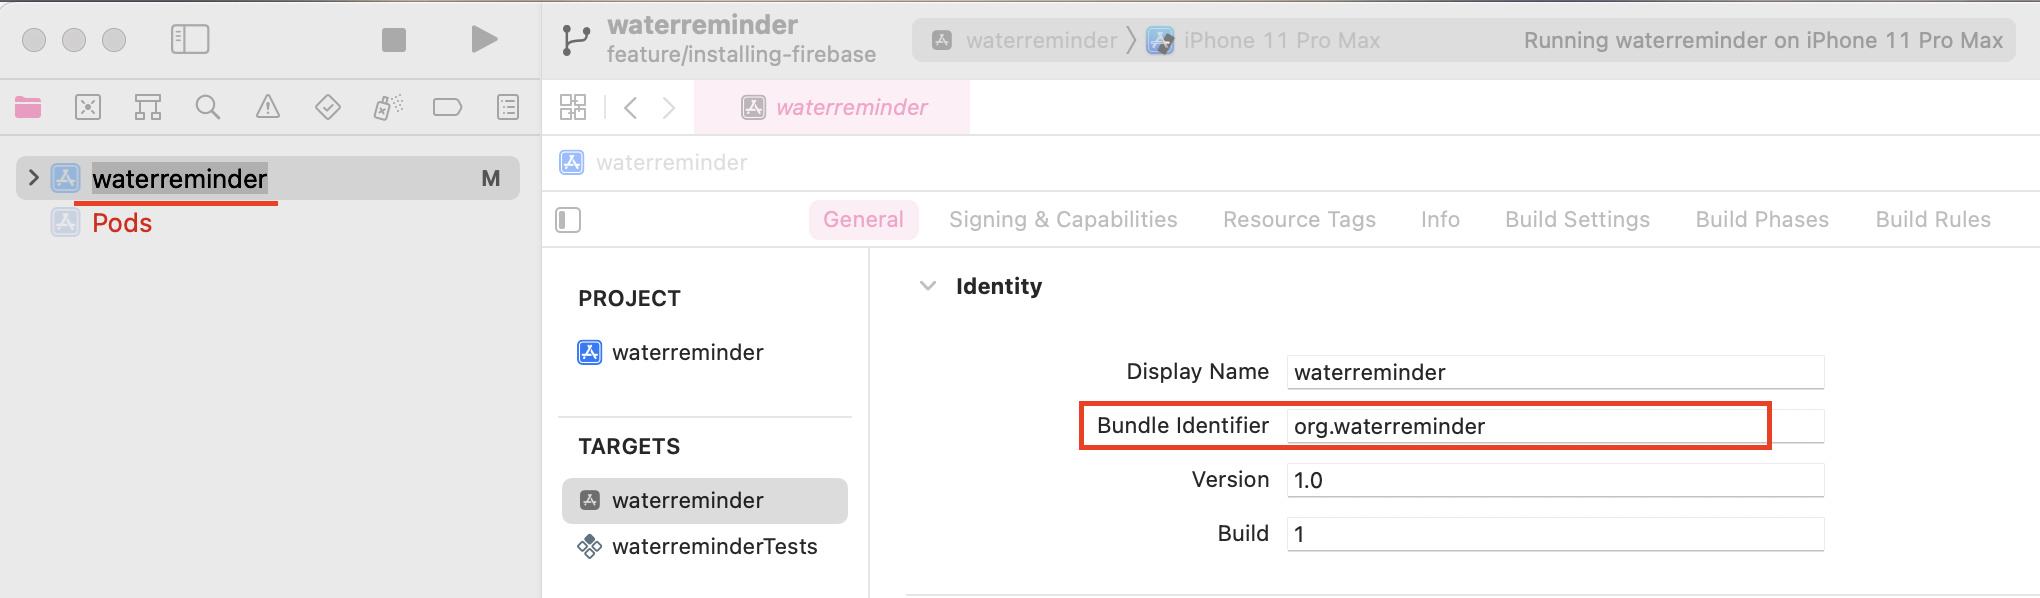 waterreminder
feature/installing-firebase
waterreminder
iPhone 11 Pro Max
Running waterreminder on iPhone 11 Pro Max
waterreminder
waterreminder M
Pods
waterreminder
General Signing & Capabilities Resource Tags Info Build Settings Build Phases Build Rules
PROJECT
waterreminder
TARGETS
waterreminder
waterreminderTests
Identity
Display Name waterreminder
Bundle Identifier org.waterreminder
Version 1.0
Build 1